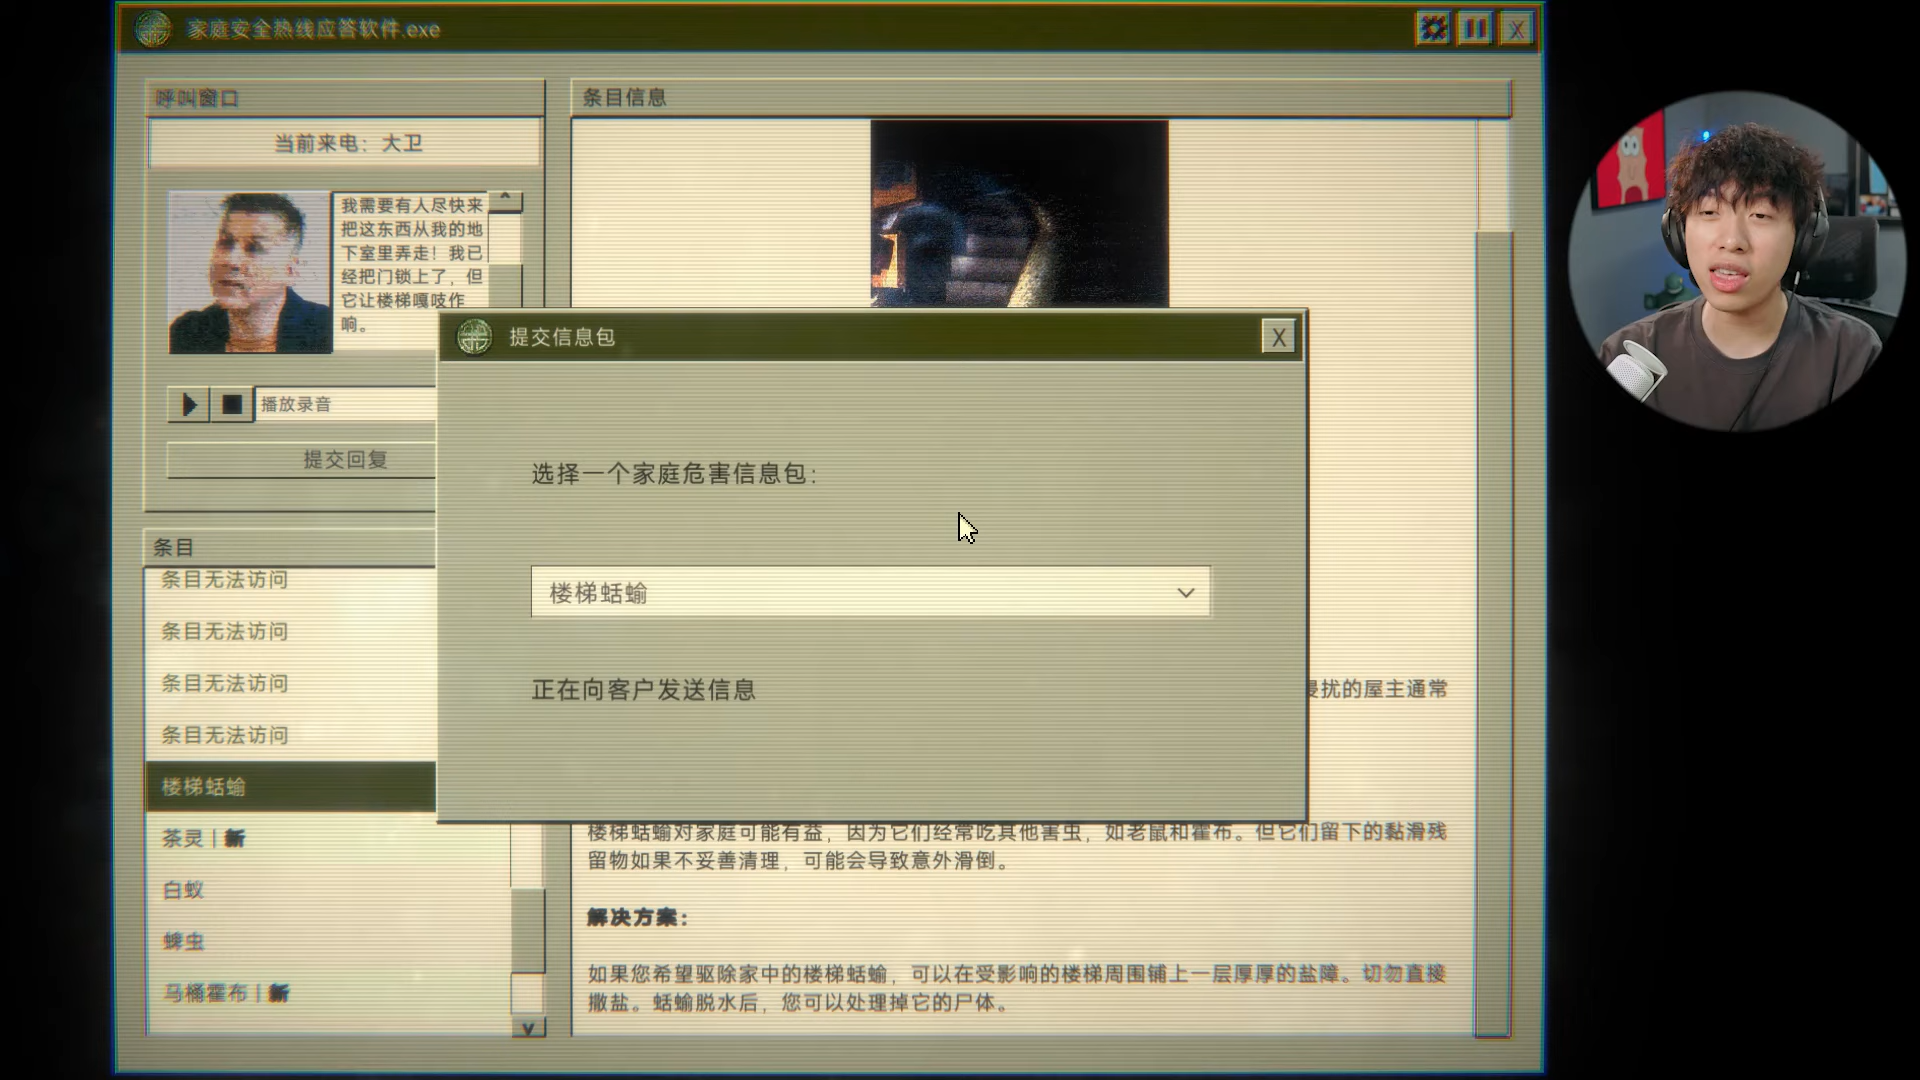 家庭安全热线应答软件.exe
X
呼叫窗口
条目信息
当前来电：大卫
我需要有人尽快来
把这东西从我的地
下室里弄走！我已
经把门锁上了，但
它让楼梯嘎吱作
响。
提交信息包
X
播放录音
提交回复
选择一个家庭危害信息包：
条目
条目无法访问
楼梯蛞蝓
条目无法访问
条目无法访问
正在向客户发送信息
扰的屋主通常
条目无法访问
楼梯蛞蝓
茶灵 | 新
楼梯蛞蝓对家庭可能有益，因为它们经常吃其他害虫，如老鼠和霍布。但它们留下的黏滑残
留物如果不妥善清理，可能会导致意外滑倒。
白蚁
解决方案：
蜱虫
如果您希望驱除家中的楼梯蛞蝓，可以在受影响的楼梯周围铺上一层厚厚的盐障。切勿直接
撒盐。蛞蝓脱水后，您可以处理掉它的尸体。
马桶霍布 | 新